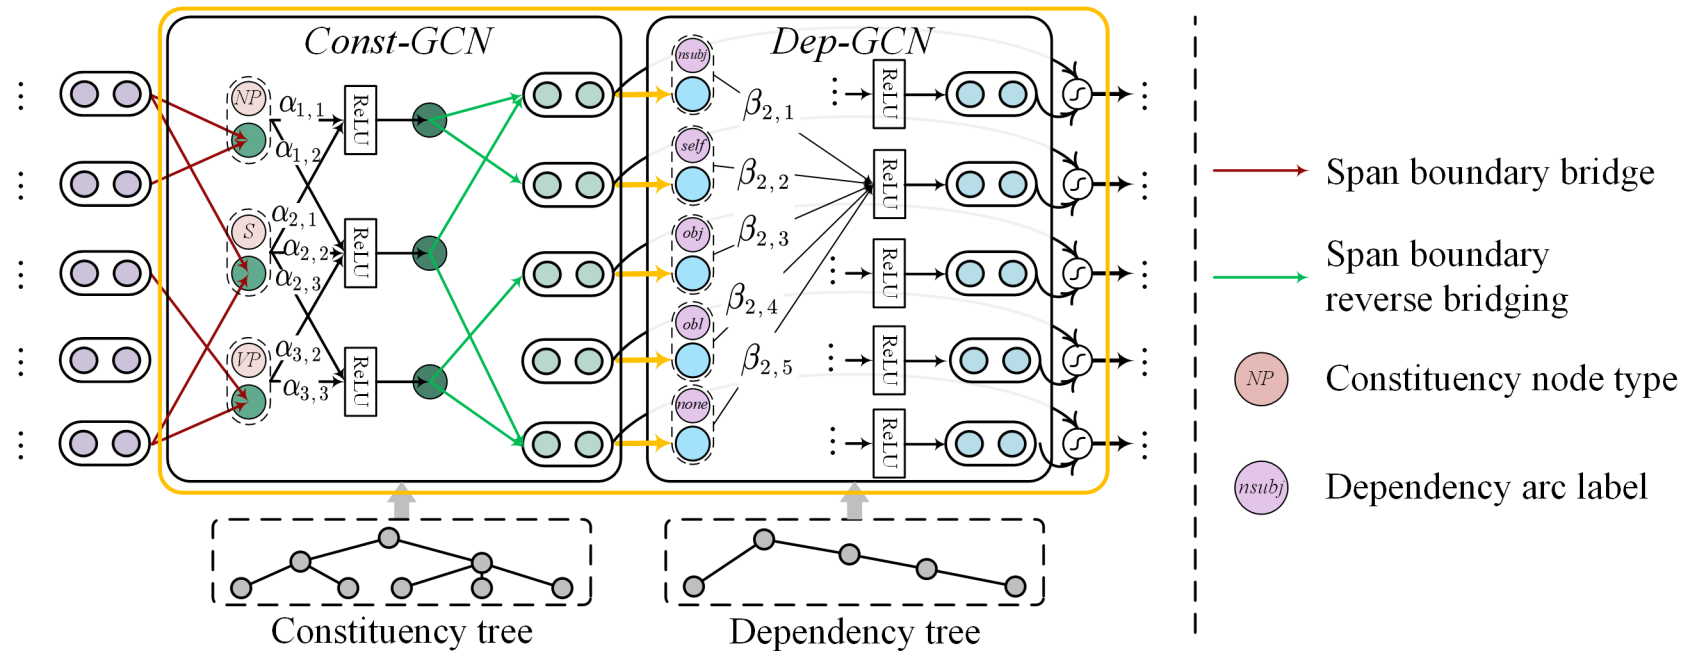 Const-GCN
Dep-GCN
NP
α1,1
α1,2
ReLU
S
α2,1
α2,2
α2,3
ReLU
VP
α3,2
α3,3
ReLU
nsubj
self
obj
obl
none
β2,1
β2,2
β2,3
β2,4
β2,5
ReLU
ReLU
ReLU
ReLU
ReLU
Constituency tree
Dependency tree
Span boundary bridge
Span boundary
reverse bridging
NP
Constituency node type
nsubj
Dependency arc label